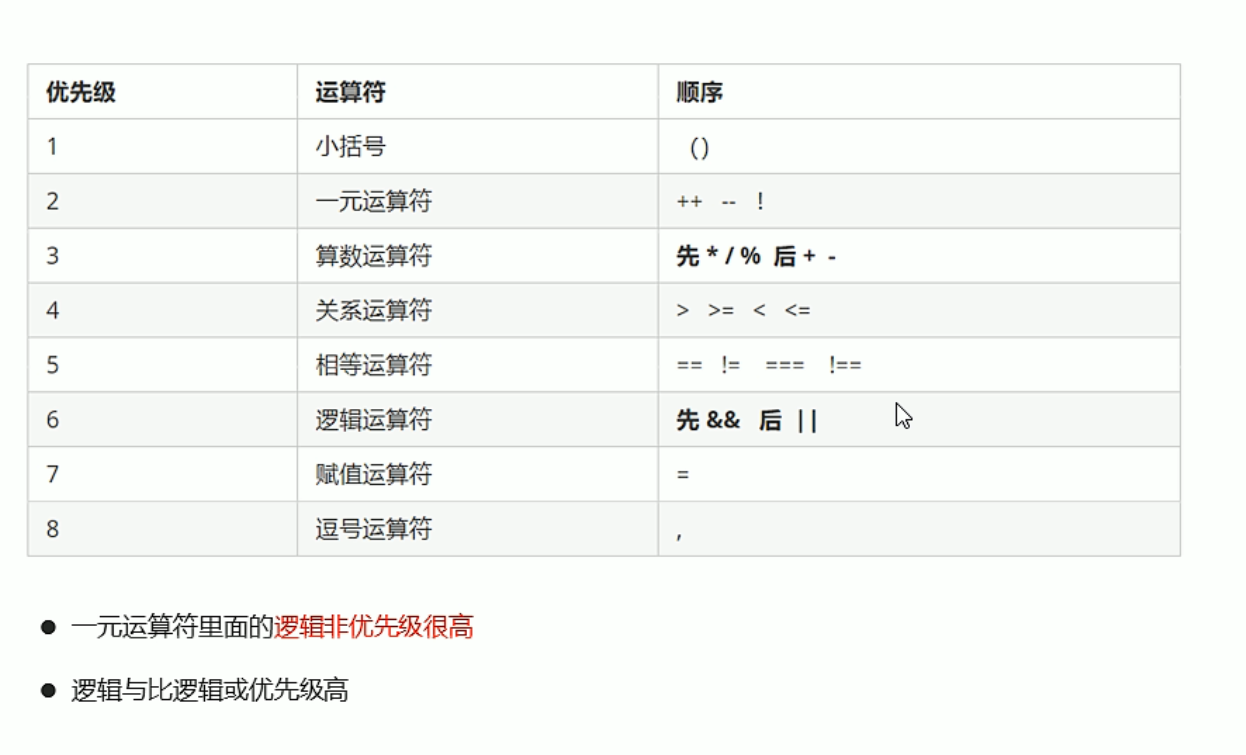 优先级 运算符 顺序
1 小括号 ()
2 一元运算符 ++ -- !
3 算数运算符 先 * / % 后 + -
4 关系运算符 > >= < <=
5 相等运算符 == != === !==
6 逻辑运算符 先 && 后 ||
7 赋值运算符 =
8 逗号运算符 ,
● 一元运算符里面的逻辑非优先级很高
● 逻辑与比逻辑或优先级高